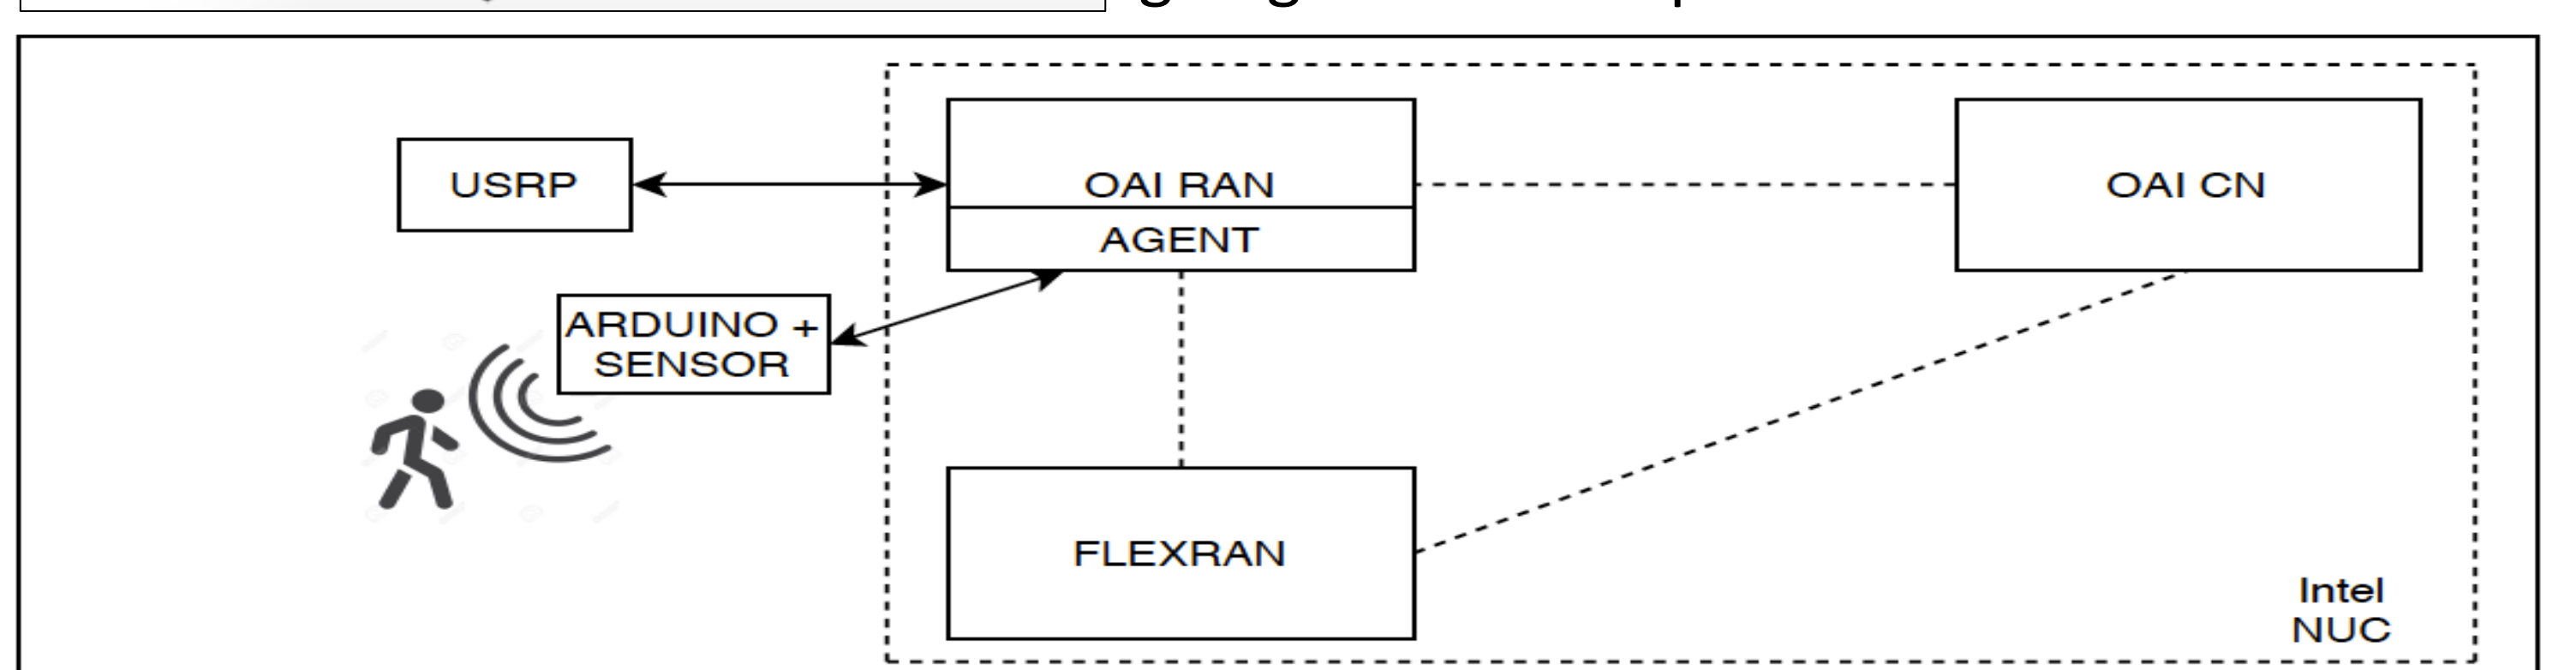 USRP
OAI RAN
OAI CN
AGENT
ARDUINO +
SENSOR
FLEXRAN
Intel
NUC